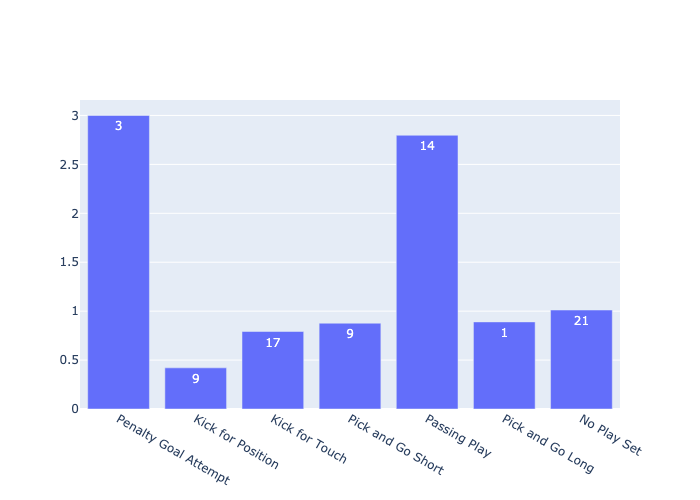 3
2.5
2
1.5
1
0.5
0
3
9
17
9
14
1
21
Penalty Goal Attempt
Kick for Position
Kick for Touch
Pick and Go Short
Passing Play
Pick and Go Long
No Play Set